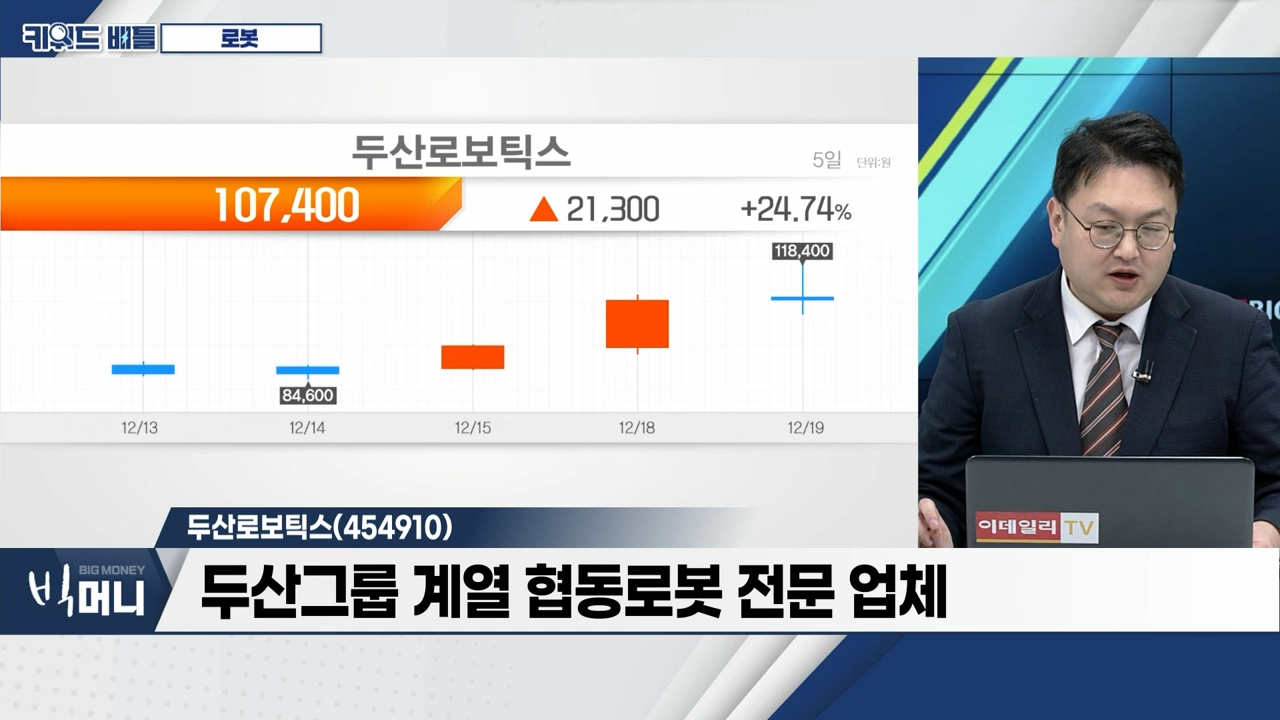 키워드 배틀
로봇
두산로보틱스
5일 단위:원
107,400 ▲ 21,300 +24.74%
118,400
84,600
12/13 12/14 12/15 12/18 12/19
BIG
이데일리 TV
두산로보틱스(454910)
BIG MONEY
빅머니
두산그룹 계열 협동로봇 전문 업체